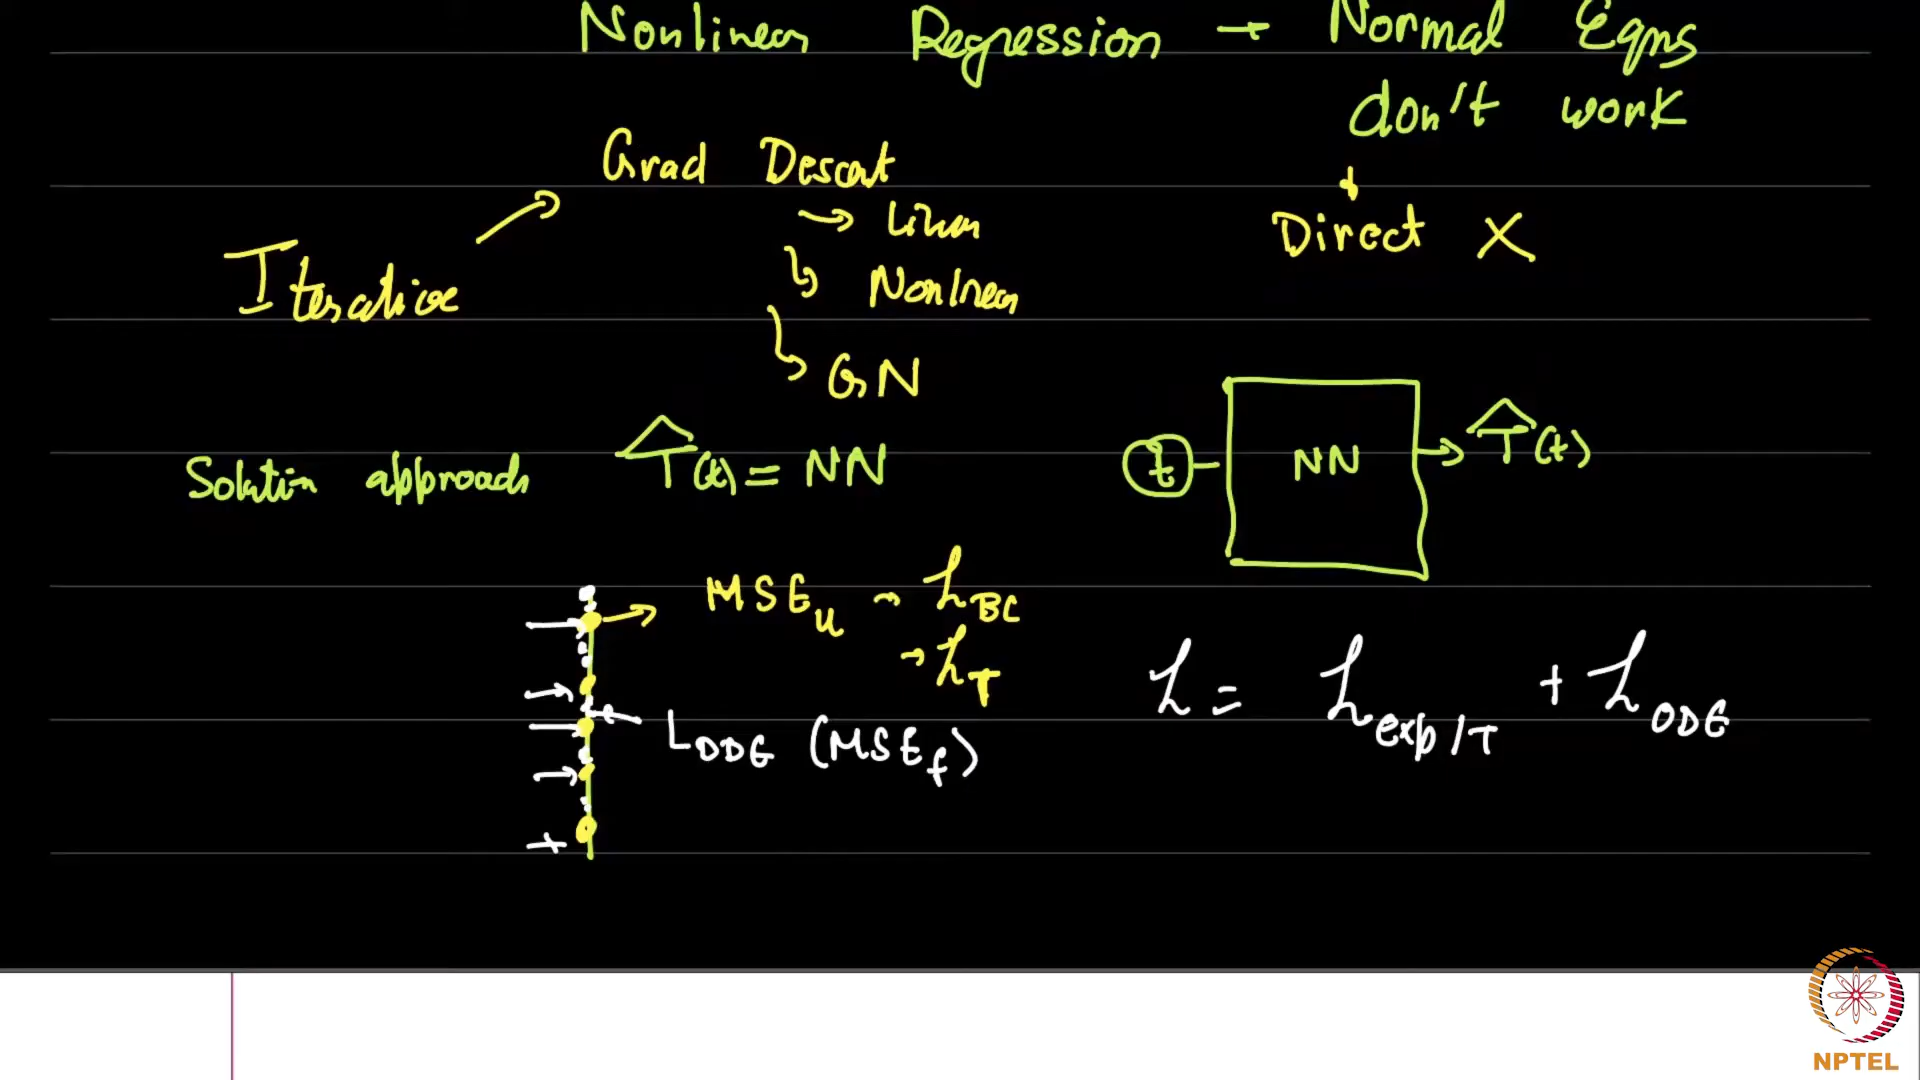 Nonlinear Regression → Normal Eqns
don't work
Grad Descent
→ Linear
Direct X
Iterative
Nonlinear
GN
Solution approach T̂(t) = NN
t NN → T̂(t)
MSE_u → L_BC
→ L_T
L = L_exp/T + L_ODE
L_ODE (MSE_f)
NPTEL